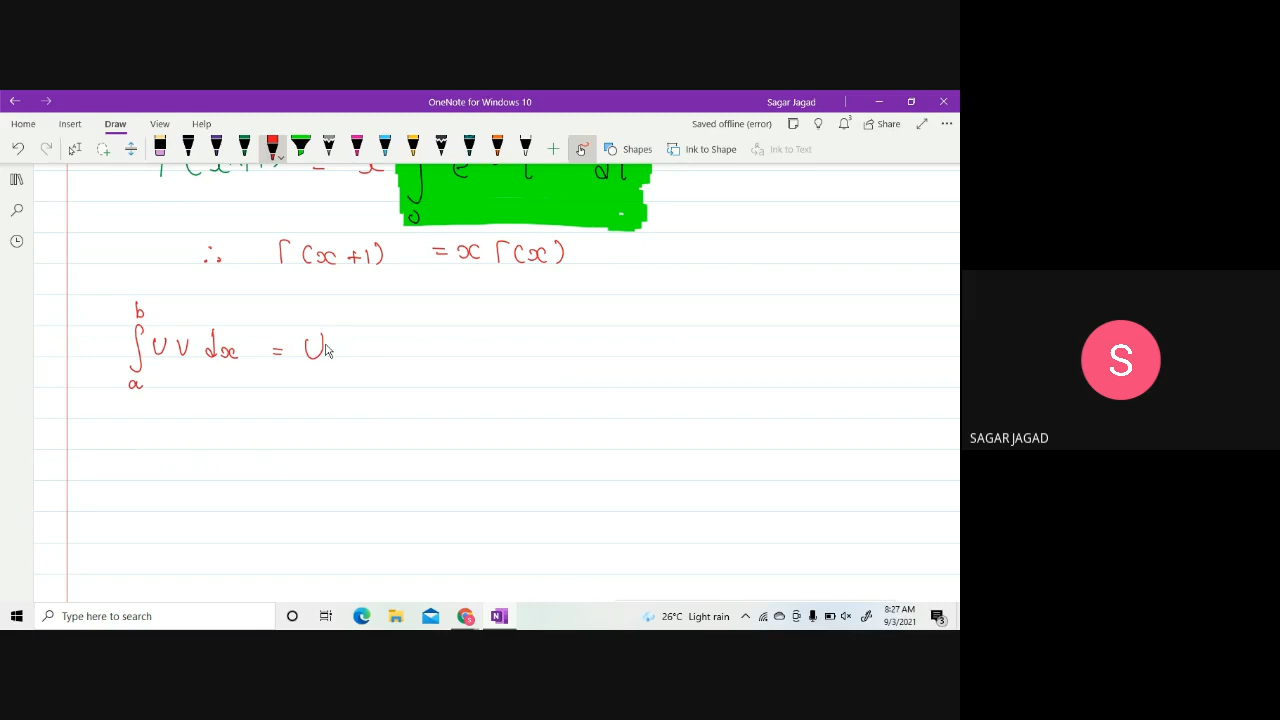 OneNote for Windows 10
Sagar Jagad
Home Insert Draw View Help
Saved offline (error)
Share
Shapes
Ink to Shape
Ink to Text
∴ Γ(x+1) = x Γ(x)
b
∫ U V dx = U
a
SAGAR JAGAD
S
Type here to search
26°C Light rain
8:27 AM
9/3/2021
3